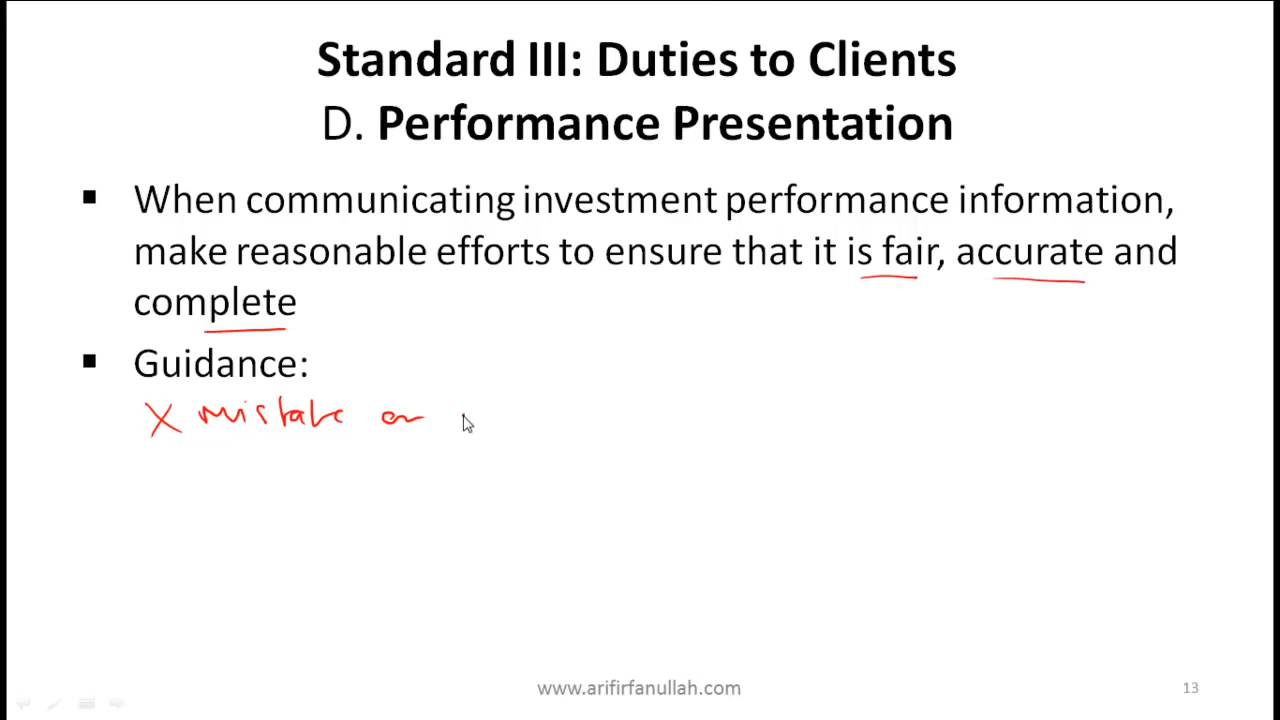 Standard III: Duties to Clients
D. Performance Presentation
▪ When communicating investment performance information,
make reasonable efforts to ensure that it is fair, accurate and
complete
▪ Guidance:
X mistake or
www.arifirfanullah.com
13